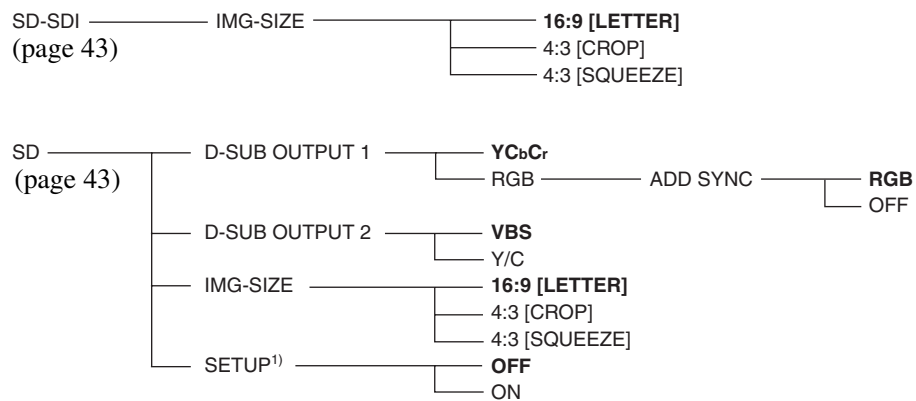 SD-SDI IMG-SIZE 16:9 [LETTER]
(page 43) 4:3 [CROP]
4:3 [SQUEEZE]
SD D-SUB OUTPUT 1 YCbCr
(page 43) RGB ADD SYNC RGB
OFF
D-SUB OUTPUT 2 VBS
Y/C
IMG-SIZE 16:9 [LETTER]
4:3 [CROP]
4:3 [SQUEEZE]
SETUP1) OFF
ON